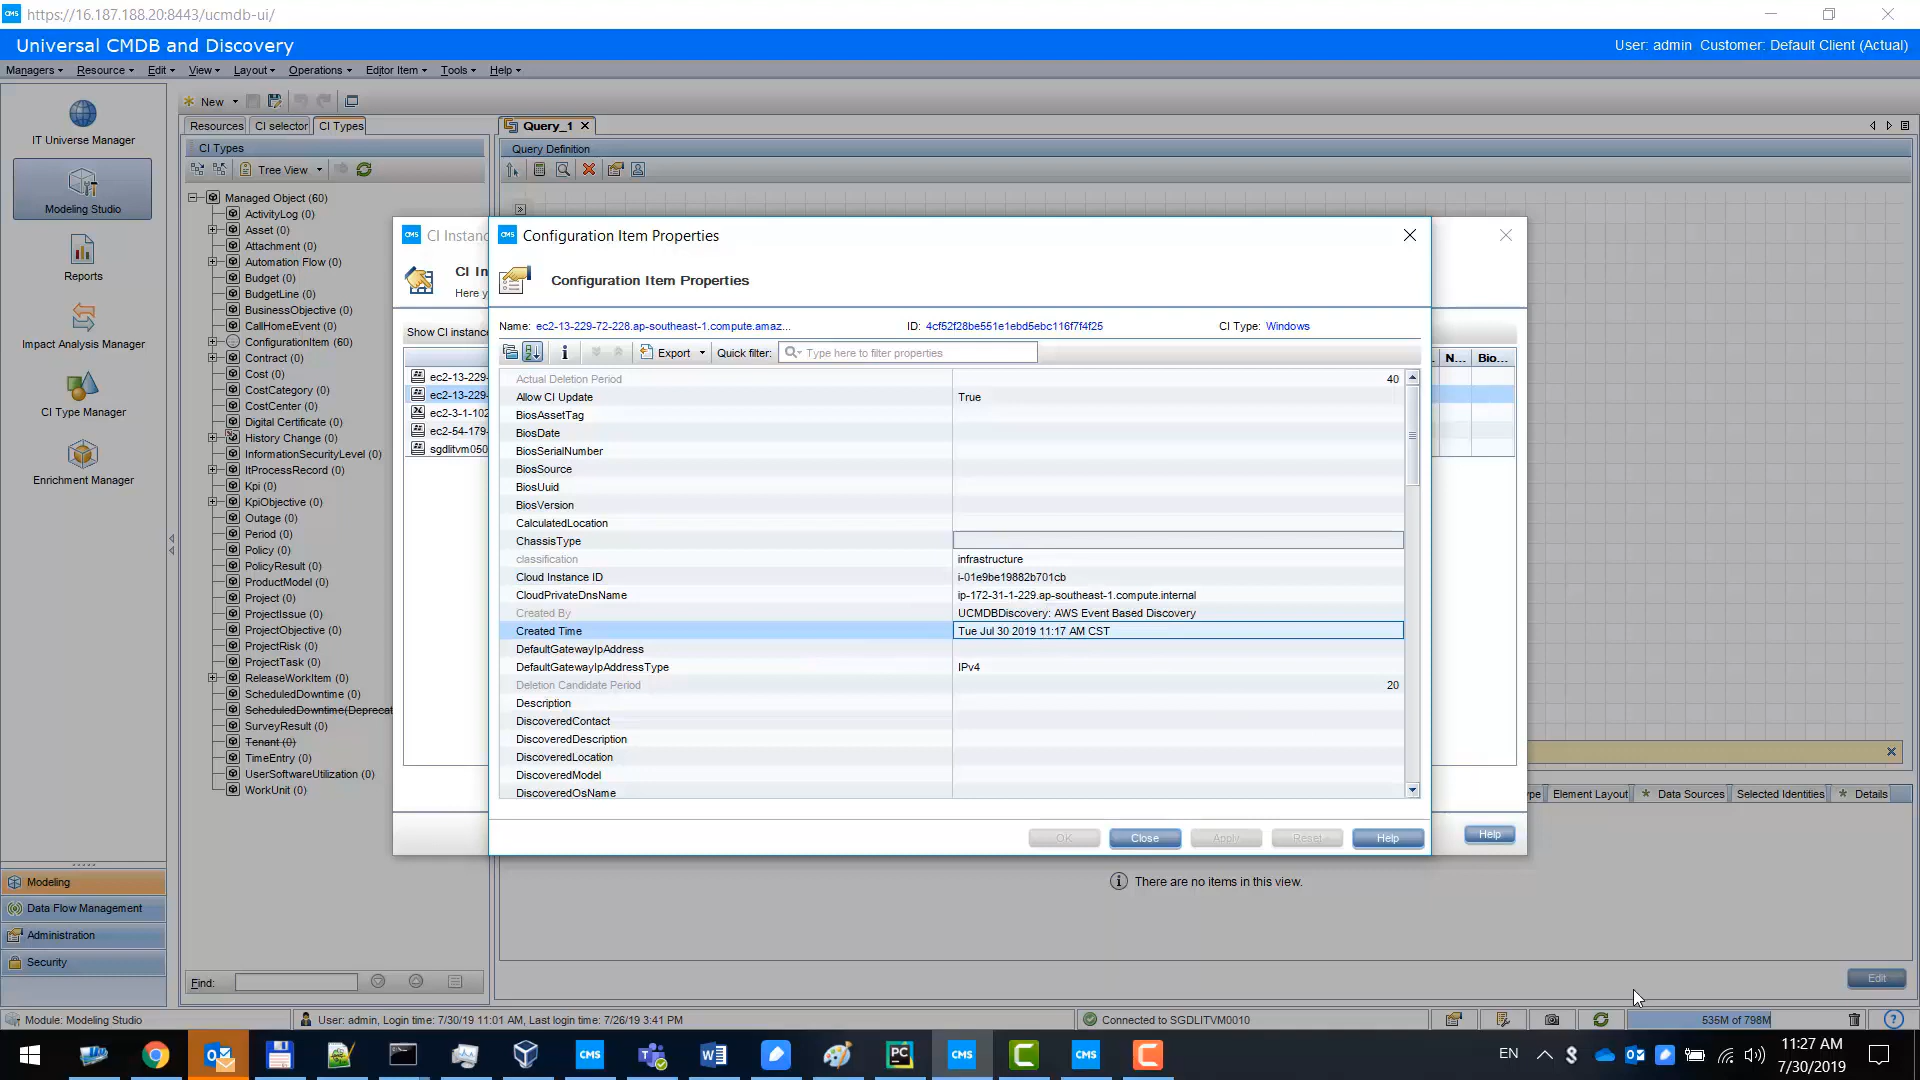 https://16.187.188.20:8443/ucmdb-ui/
Universal CMDB and Discovery
User: admin Customer: Default Client (Actual)
Managers Resource Edit View Layout Operations Editor Item Tools Help
IT Universe Manager
Modeling Studio
Reports
Impact Analysis Manager
CI Type Manager
Enrichment Manager
Modeling
Data Flow Management
Administration
Security
New
Resources CI selector CI Types
CI Types
Tree View
Managed Object (60)
ActivityLog (0)
Asset (0)
Attachment (0)
Automation Flow (0)
Budget (0)
BudgetLine (0)
BusinessObjective (0)
CallHomeEvent (0)
ConfigurationItem (60)
Contract (0)
Cost (0)
CostCategory (0)
CostCenter (0)
Digital Certificate (0)
History Change (0)
InformationSecurityLevel (0)
ItProcessRecord (0)
Kpi (0)
KpiObjective (0)
Outage (0)
Period (0)
Policy (0)
PolicyResult (0)
ProductModel (0)
Project (0)
ProjectIssue (0)
ProjectObjective (0)
ProjectRisk (0)
ProjectTask (0)
ReleaseWorkItem (0)
ScheduledDowntime (0)
ScheduledDowntime(Deprecat
SurveyResult (0)
Tenant (0)
TimeEntry (0)
UserSoftwareUtilization (0)
WorkUnit (0)
Find:
Query_1
Query Definition
CMS CI Instanc
CI In
Here y
Show CI instance
ec2-13-229-
ec2-13-229-
ec2-3-1-102
ec2-54-179-
sgdlitvm050
N... Bio...
CMS Configuration Item Properties
Configuration Item Properties
Name: ec2-13-229-72-228.ap-southeast-1.compute.amaz... ID: 4cf52f28be551e1ebd5ebc116f7f4f25 CI Type: Windows
Export Quick filter: Type here to filter properties
Actual Deletion Period 40
Allow CI Update True
BiosAssetTag
BiosDate
BiosSerialNumber
BiosSource
BiosUuid
BiosVersion
CalculatedLocation
ChassisType
classification infrastructure
Cloud Instance ID i-01e9be19882b701cb
CloudPrivateDnsName ip-172-31-1-229.ap-southeast-1.compute.internal
Created By UCMDBDiscovery: AWS Event Based Discovery
Created Time Tue Jul 30 2019 11:17 AM CST
DefaultGatewayIpAddress
DefaultGatewayIpAddressType IPv4
Deletion Candidate Period 20
Description
DiscoveredContact
DiscoveredDescription
DiscoveredLocation
DiscoveredModel
DiscoveredOsName
OK Close Apply Reset Help
Help
ype Element Layout Data Sources Selected Identities Details
There are no items in this view.
Edit
Module: Modeling Studio User: admin, Login time: 7/30/19 11:01 AM, Last login time: 7/26/19 3:41 PM Connected to SGDLITVM0010 535M of 798M
EN
11:27 AM
7/30/2019